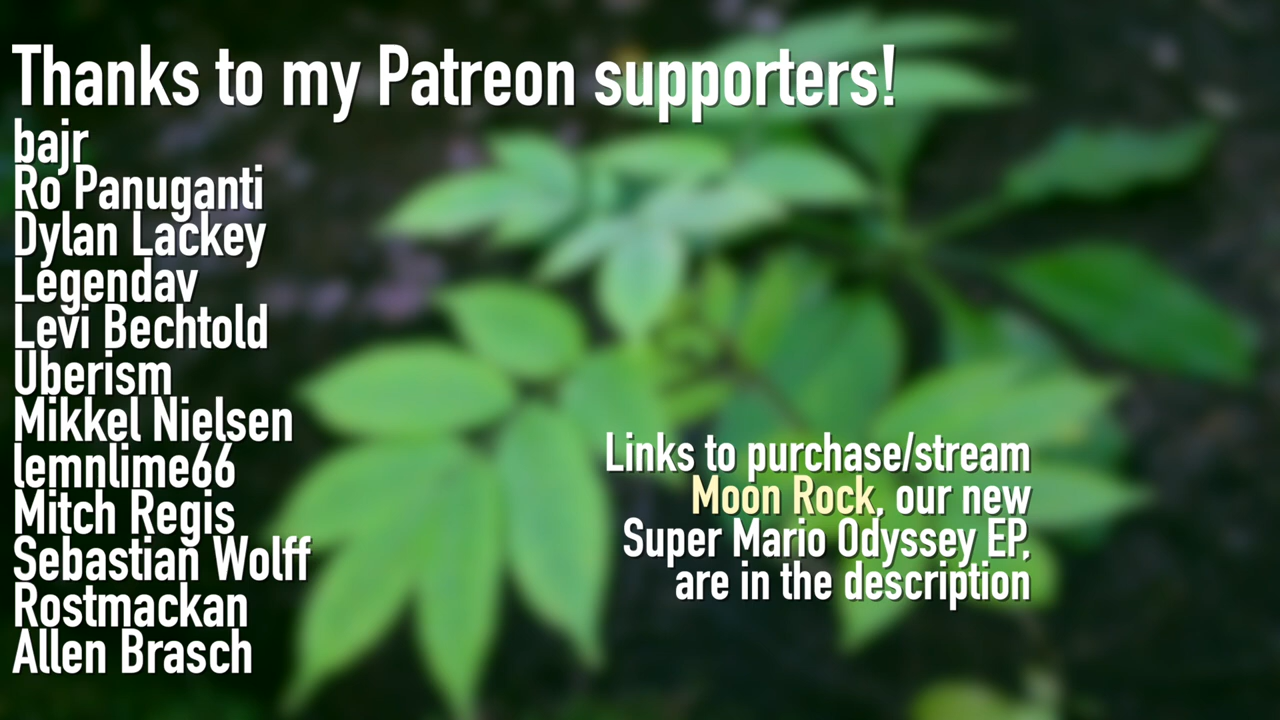 Thanks to my Patreon supporters!
bajr
Ro Panuganti
Dylan Lackey
Legendav
Levi Bechtold
Uberism
Mikkel Nielsen
lemnlime66
Mitch Regis
Sebastian Wolff
Rostmackan
Allen Brasch
Links to purchase/stream
Moon Rock, our new
Super Mario Odyssey EP,
are in the description